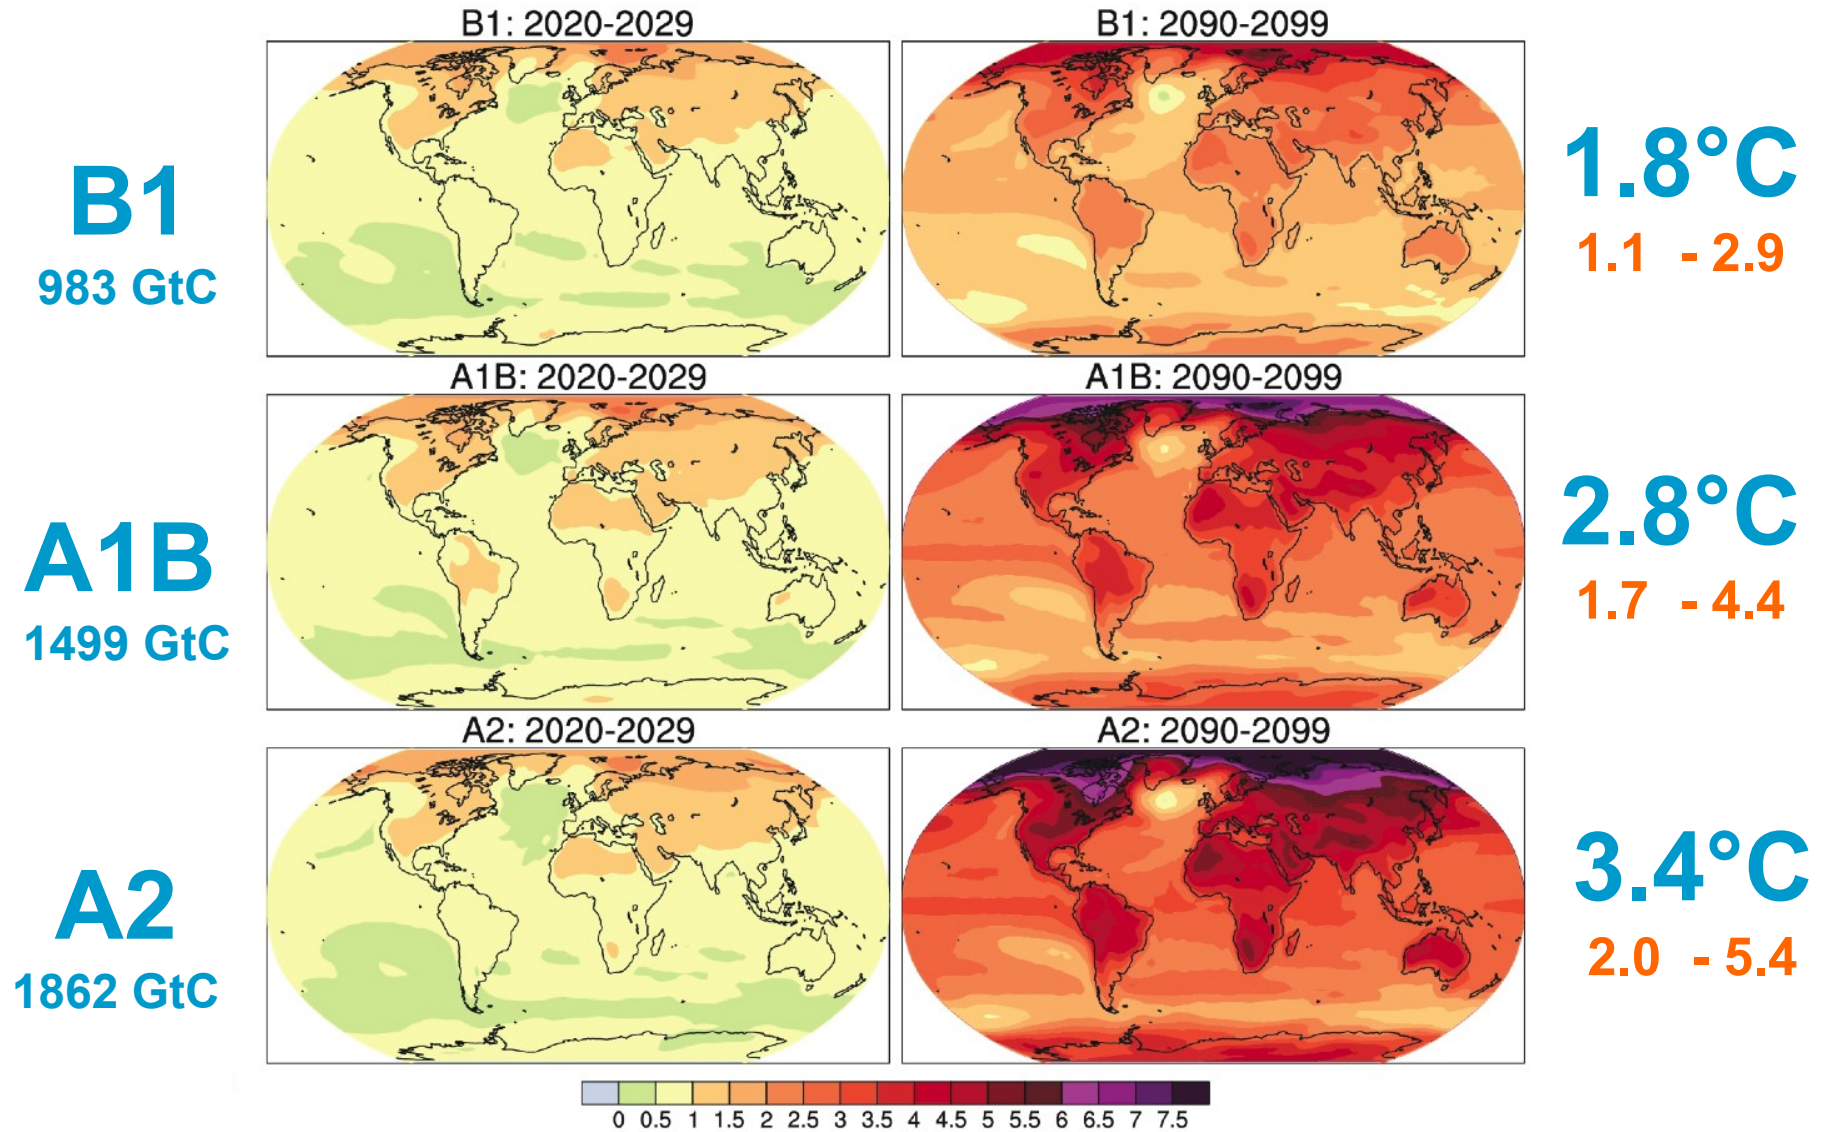 B1: 2020-2029
B1: 2090-2099
B1
983 GtC
1.8°C
1.1 - 2.9
A1B: 2020-2029
A1B: 2090-2099
A1B
1499 GtC
2.8°C
1.7 - 4.4
A2: 2020-2029
A2: 2090-2099
A2
1862 GtC
3.4°C
2.0 - 5.4
0 0.5 1 1.5 2 2.5 3 3.5 4 4.5 5 5.5 6 6.5 7 7.5